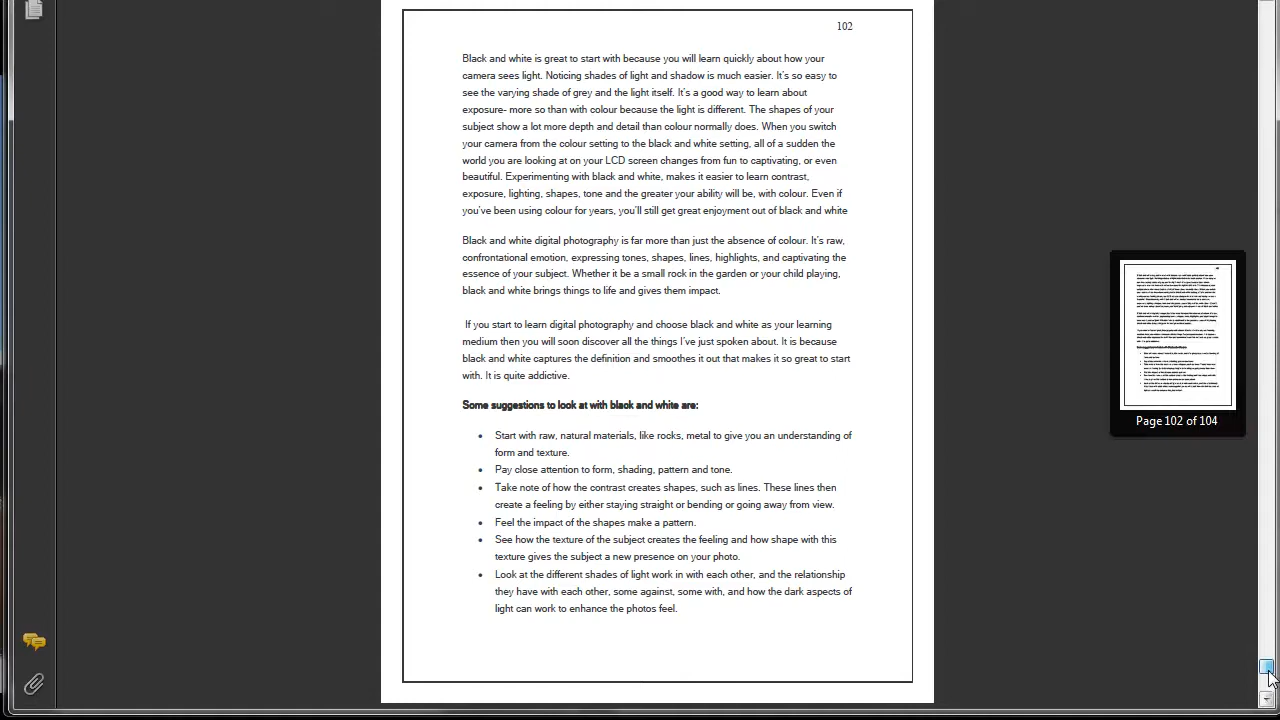 102
Black and white is great to start with because you will learn quickly about how your
camera sees light. Noticing shades of light and shadow is much easier. It's so easy to
see the varying shade of grey and the light itself. It's a good way to learn about
exposure- more so than with colour because the light is different. The shapes of your
subject show a lot more depth and detail than colour normally does. When you switch
your camera from the colour setting to the black and white setting, all of a sudden the
world you are looking at on your LCD screen changes from fun to captivating, or even
beautiful. Experimenting with black and white, makes it easier to learn contrast,
exposure, lighting, shapes, tone and the greater your ability will be, with colour. Even if
you've been using colour for years, you'll still get great enjoyment out of black and white
Black and white digital photography is far more than just the absence of colour. It's raw,
confrontational emotion, expressing tones, shapes, lines, highlights, and captivating the
essence of your subject. Whether it be a small rock in the garden or your child playing,
black and white brings things to life and gives them impact.
If you start to learn digital photography and choose black and white as your learning
medium then you will soon discover all the things I've just spoken about. It is because
black and white captures the definition and smoothes it out that makes it so great to start
with. It is quite addictive.
Some suggestions to look at with black and white are:
• Start with raw, natural materials, like rocks, metal to give you an understanding of
form and texture.
• Pay close attention to form, shading, pattern and tone.
• Take note of how the contrast creates shapes, such as lines. These lines then
create a feeling by either staying straight or bending or going away from view.
• Feel the impact of the shapes make a pattern.
• See how the texture of the subject creates the feeling and how shape with this
texture gives the subject a new presence on your photo.
• Look at the different shades of light work in with each other, and the relationship
they have with each other, some against, some with, and how the dark aspects of
light can work to enhance the photos feel.
Page 102 of 104